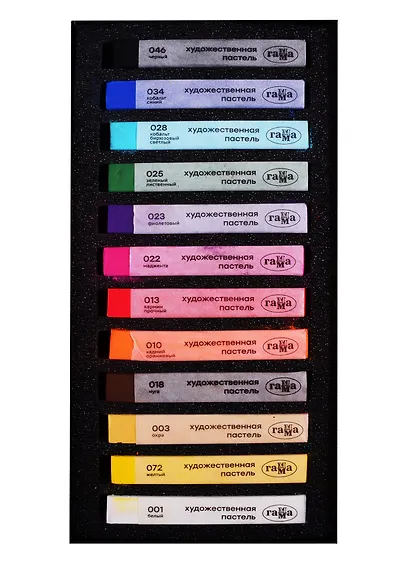 046
черный
художественная
пастель
гамма
034
кобальт
синий
художественная
пастель
гамма
028
кобальт
бирюзовый
светлый
художественная
пастель
гамма
025
зеленый
лиственный
художественная
пастель
гамма
023
фиолетовый
художественная
пастель
гамма
022
маджента
художественная
пастель
гамма
013
кармин
прочный
художественная
пастель
гамма
010
кадмий
оранжевый
художественная
пастель
гамма
018
муга
художественная
пастель
гамма
003
охра
художественная
пастель
гамма
072
желтый
художественная
пастель
гамма
001
белый
художественная
пастель
гамма